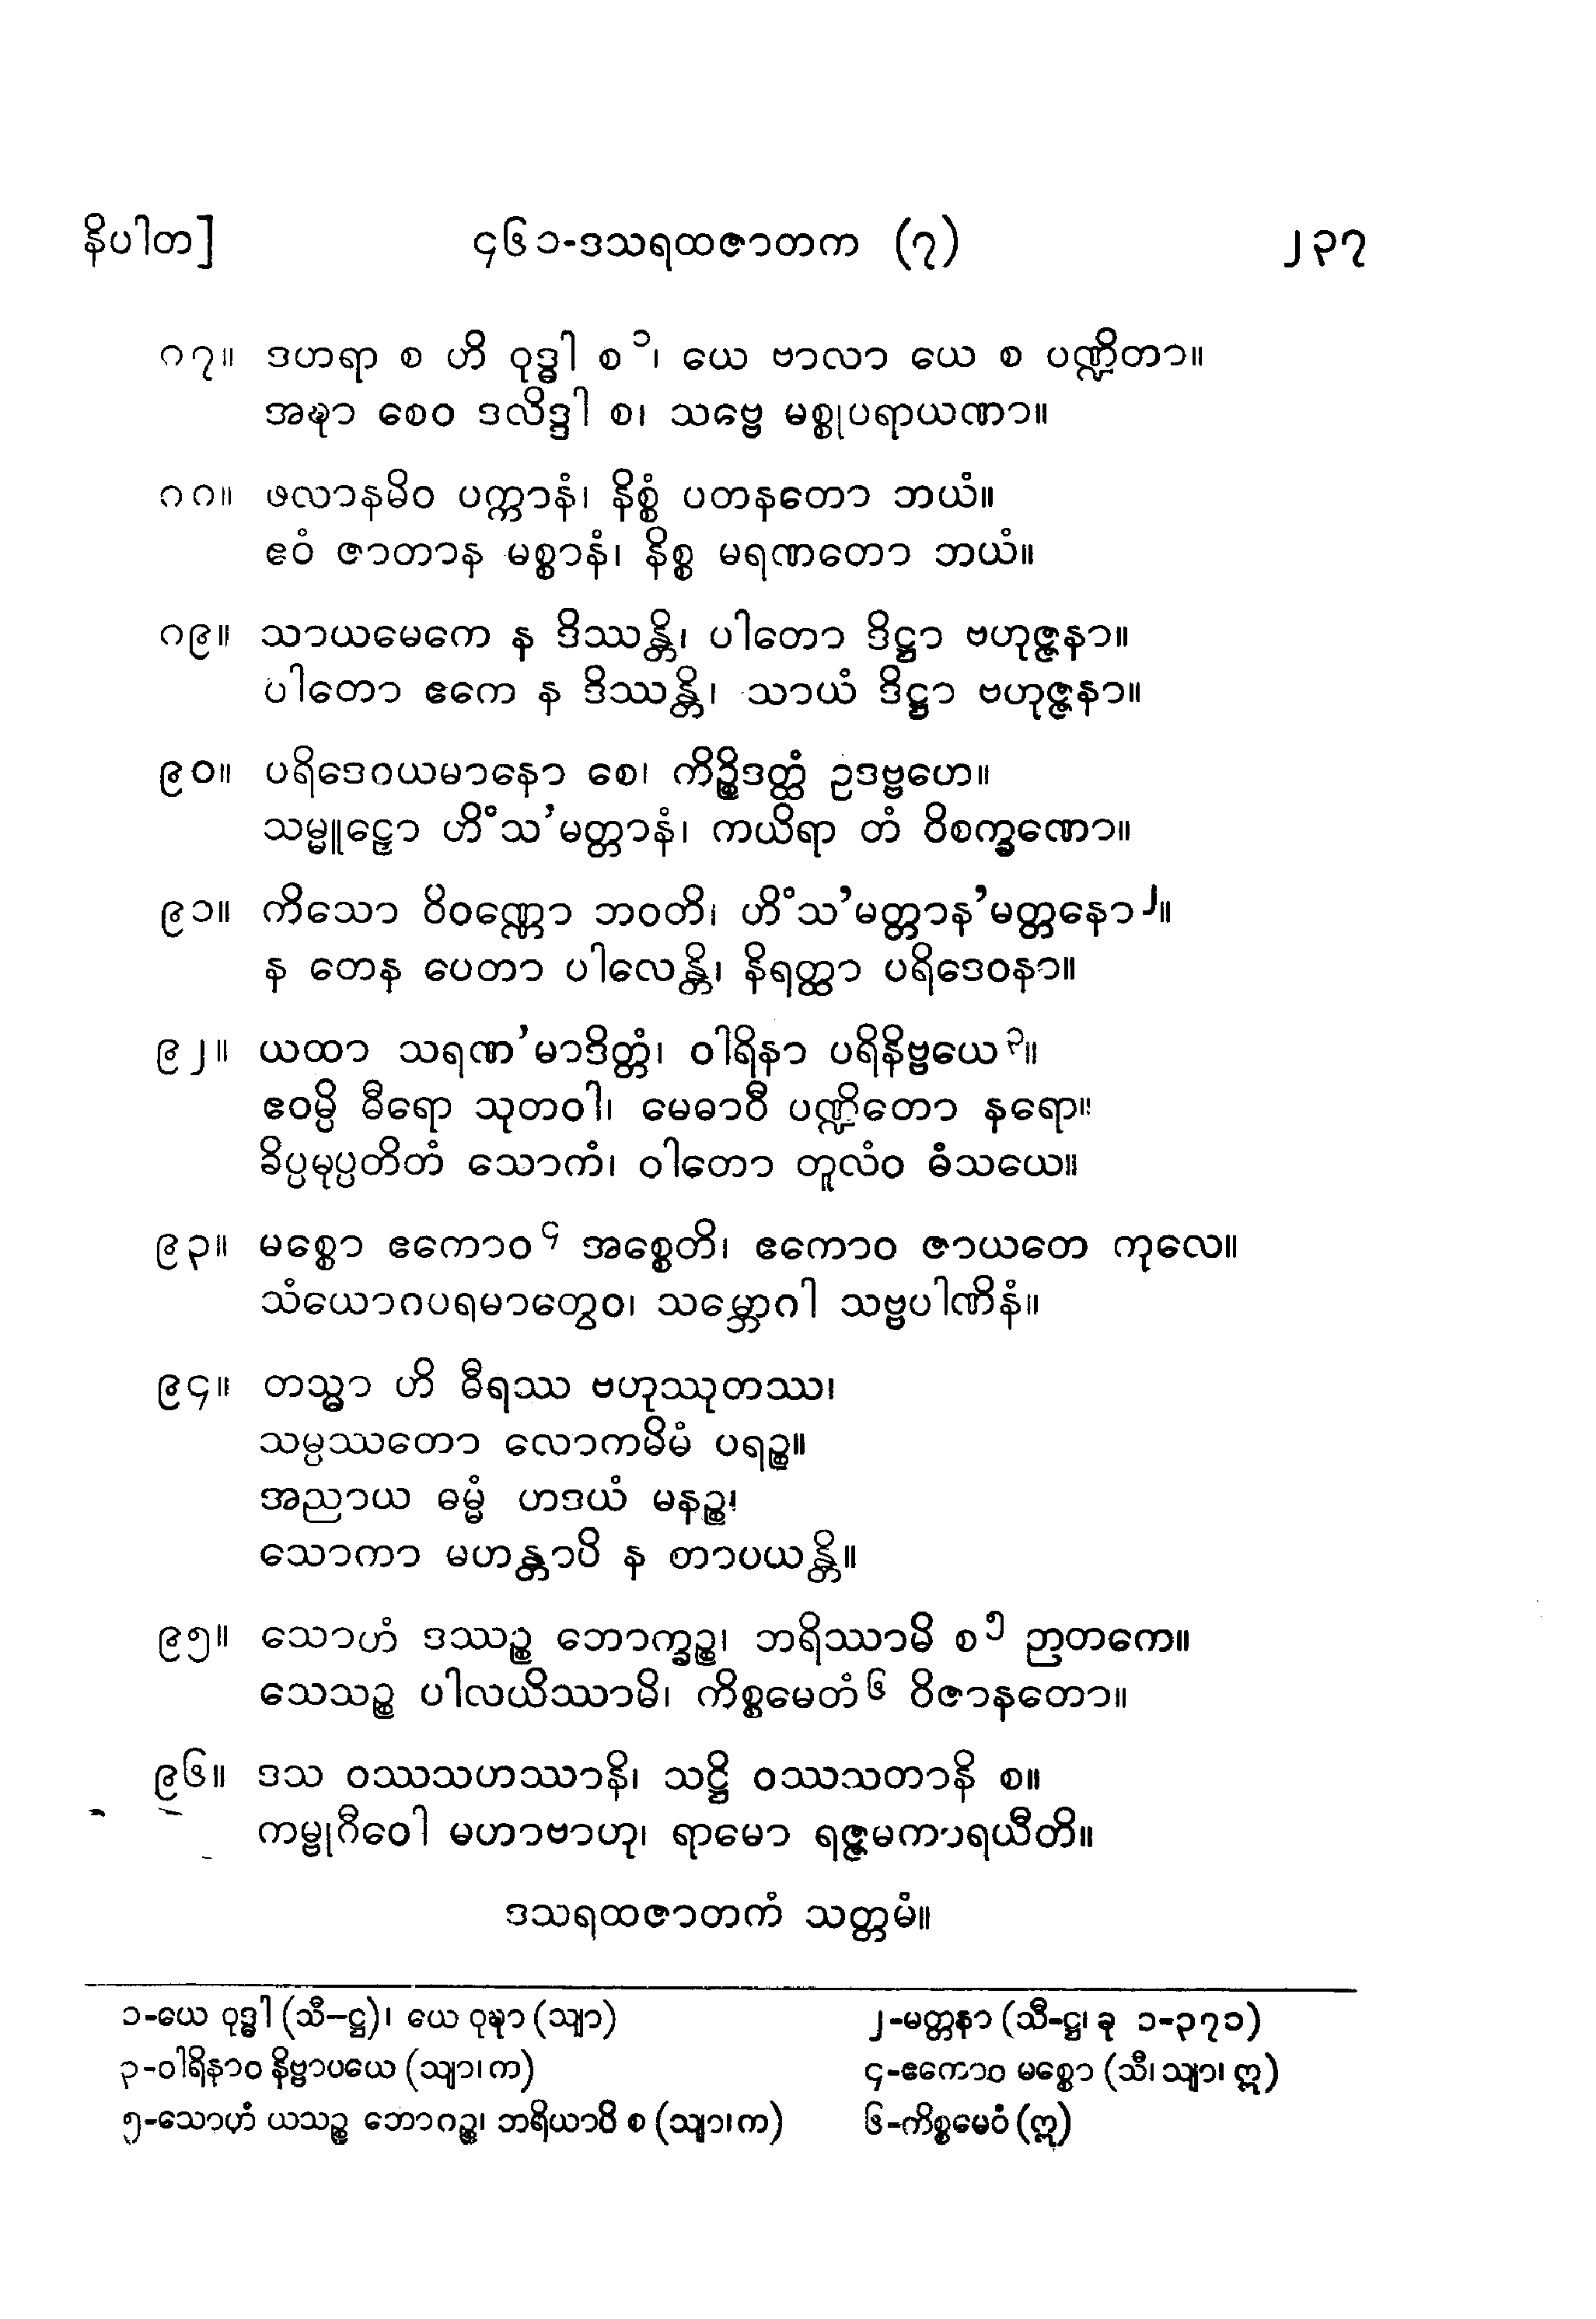 နိပါတ] ၄၆၁-ဒသရထဇာတက (၇) ၂၃၇
၈၇။ ဒဟရာ စ ဟိ ဝုဒ္ဓါ စ၁၊ ယေ ဗာလာ ယေ စ ပဏ္ဍိတာ။
အဍ္ဎာ စေဝ ဒလိဒ္ဒါ စ၊ သဗ္ဗေ မစ္စုပရာယဏာ။
၈၈။ ဖလာနမိဝ ပက္ကာနံ၊ နိစ္စံ ပတနတော ဘယံ။
ဧဝံ ဇာတာန မစ္စာနံ၊ နိစ္စ မရဏတော ဘယံ။
၈၉။ သာယမေကေ န ဒိဿန္တိ၊ ပါတော ဒိဋ္ဌာ ဗဟုဇ္ဇနာ။
ပါတော ဧကေ န ဒိဿန္တိ၊ သာယံ ဒိဋ္ဌာ ဗဟုဇ္ဇနာ။
၉၀။ ပရိဒေဝယမာနော စေ၊ ကိဉ္စိဒတ္ထံ ဥဒဗ္ဗဟေ။
သမ္မူဠှော ဟိံသ’မတ္တာနံ၊ ကယိရာ တံ ဝိစက္ခဏော။
၉၁။ ကိသော ဝိဝဏ္ဏော ဘဝတိ၊ ဟိံသ’မတ္တာန’မတ္တနော၂။
န တေန ပေတာ ပါလေန္တိ၊ နိရတ္ထာ ပရိဒေဝနာ။
၉၂။ ယထာ သရဏ’မာဒိတ္တံ၊ ဝါရိနာ ပရိနိဗ္ဗယေ၃။
ဧဝမ္ပိ ဓီရော သုတဝါ၊ မေဓာဝီ ပဏ္ဍိတော နရော။
ခိပ္ပမုပ္ပတိတံ သောကံ၊ ဝါတော တူလံဝ ဓံသယေ။
၉၃။ မစ္စော ဧကောဝ၄ အစ္စေတိ၊ ဧကောဝ ဇာယတေ ကုလေ။
သံယောဂပရမာတွေဝ၊ သမ္ဘောဂါ သဗ္ဗပါဏိနံ။
၉၄။ တသ္မာ ဟိ ဓီရဿ ဗဟုဿုတဿ၊
သမ္ပဿတော လောကမိမံ ပရဉ္စ။
အညာယ ဓမ္မံ ဟဒယံ မနဉ္စ၊
သောကာ မဟန္တာပိ န တာပယန္တိ။
၉၅။ သောဟံ ဒဿဉ္စ ဘောက္ခဉ္စ၊ ဘရိဿာမိ စ၅ ဉာတကေ။
သေသဉ္စ ပါလယိဿာမိ၊ ကိစ္စမေတံ၆ ဝိဇာနတော။
၉၆။ ဒသ ဝဿသဟဿာနိ၊ သဋ္ဌိ ဝဿသတာနိ စ။
ကမ္ဗုဂီဝေါ မဟာဗာဟု၊ ရာမော ရဇ္ဇမကာရယီတိ။
ဒသရထဇာတကံ သတ္တမံ။
၁-ယေ ဝုဒ္ဓါ (သီ-ဋ္ဌ)၊ ယေ ဝုဍ္ဎာ (သျာ) ၂-မတ္တနာ (သီ-ဋ္ဌ၊ ခု ၁-၃၇၁)
၃-ဝါရိနာဝ နိဗ္ဗာပယေ (သျာ၊ က) ၄-ဧကောဝ မစ္စော (သီ၊ သျာ၊ ဣ)
၅-သောဟံ ယသဉ္စ ဘောဂဉ္စ၊ ဘရိယာပိ စ (သျာ၊ က) ၆-ကိစ္စမေဝံ (ဣ)